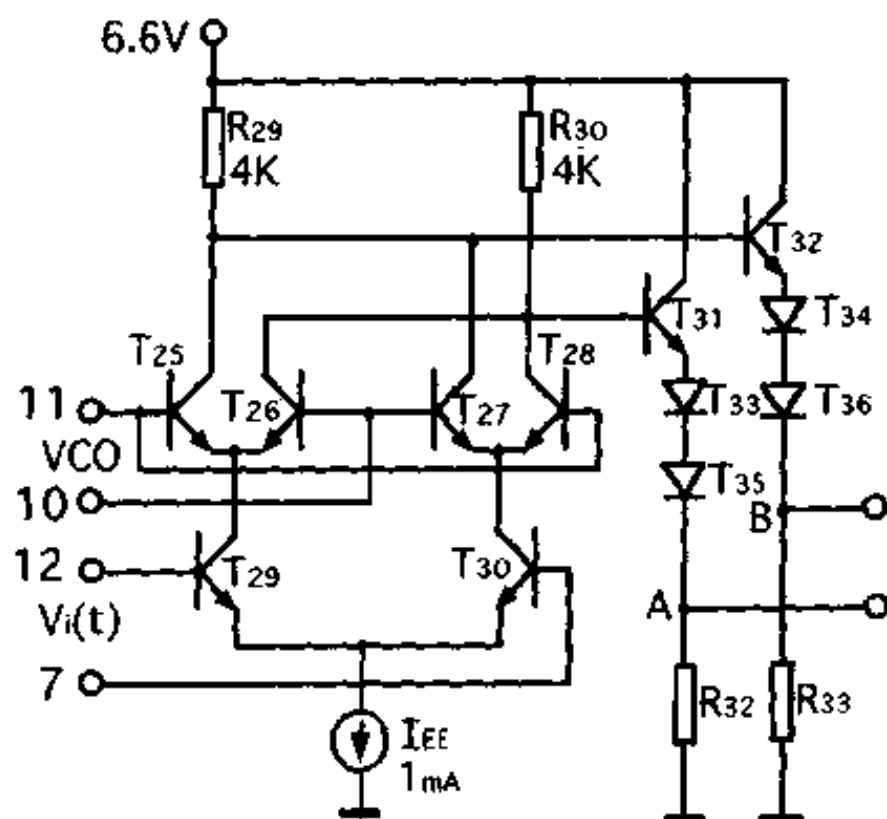 6.6V
R29 4K
R30 4K
T32
T31
T34
T25
T28
11
T26
T27
T33
T36
VCO
T35
10
B
12
T29
T30
Vi(t)
A
7
R32
R33
IEE
1mA